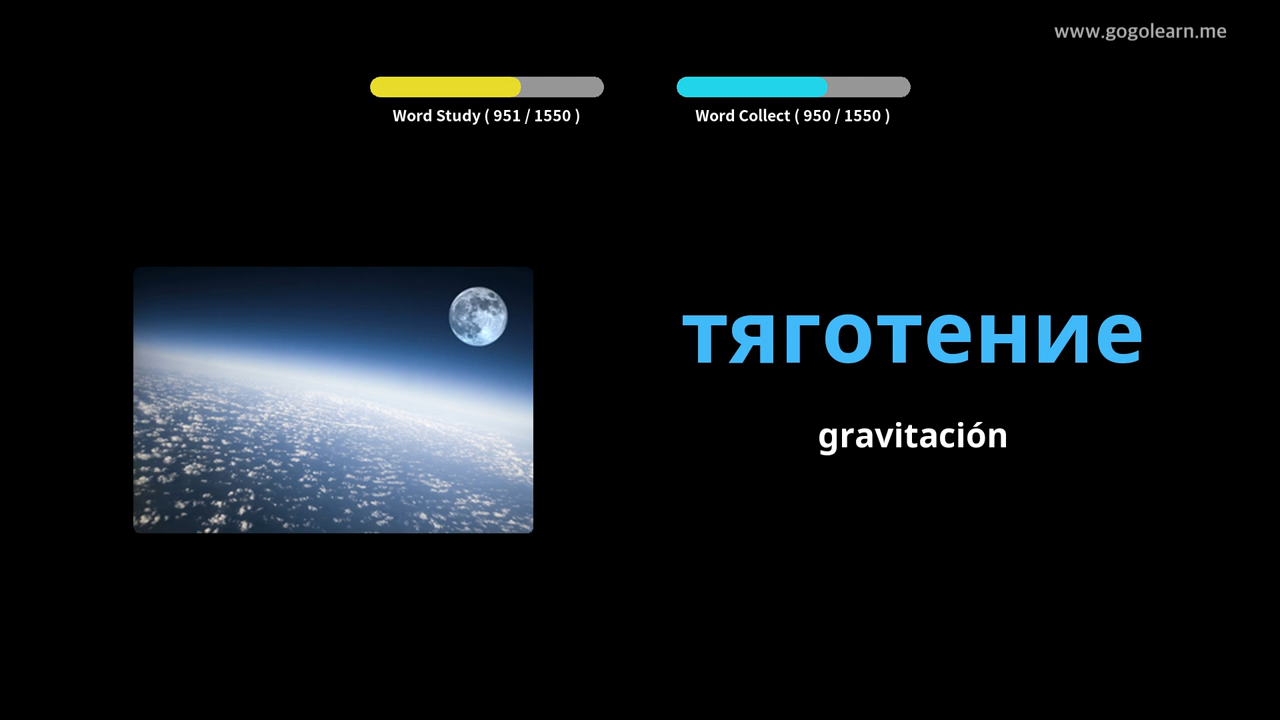 www.gogolearn.me
Word Study ( 951 / 1550 )
Word Collect ( 950 / 1550 )
тяготение
gravitación